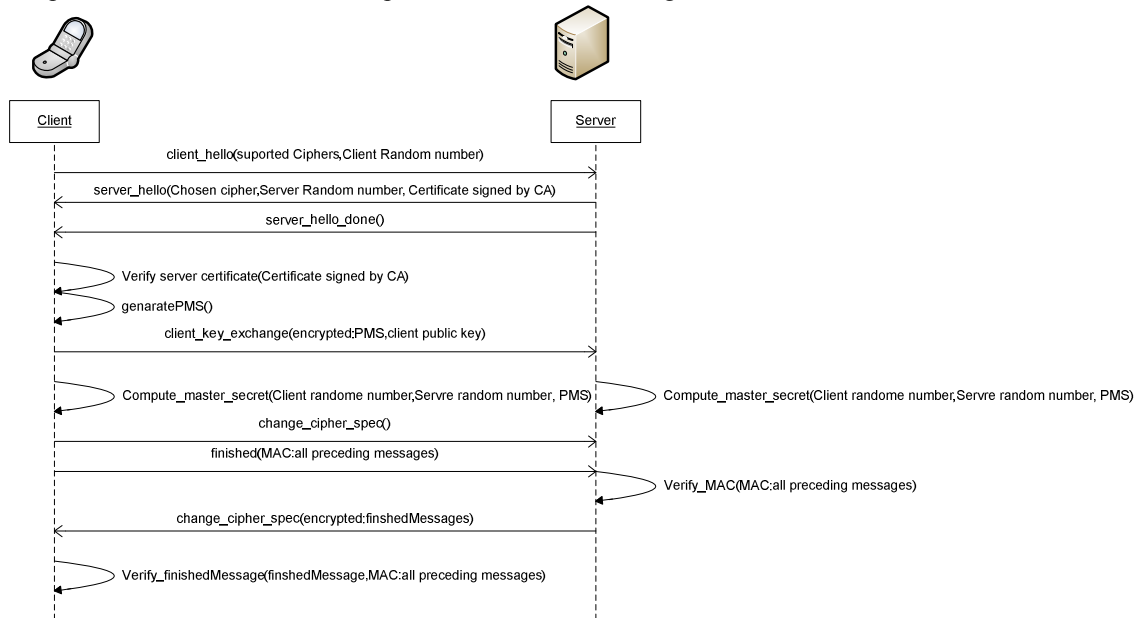 Client
Server
client_hello(suported Ciphers,Client Random number)
server_hello(Chosen cipher,Server Random number, Certificate signed by CA)
server_hello_done()
Verify server certificate(Certificate signed by CA)
genaratePMS()
client_key_exchange(encrypted:PMS,client public key)
Compute_master_secret(Client randome number,Servre random number, PMS)
Compute_master_secret(Client randome number,Servre random number, PMS)
change_cipher_spec()
finished(MAC:all preceding messages)
Verify_MAC(MAC:all preceding messages)
change_cipher_spec(encrypted:finshedMessages)
Verify_finishedMessage(finshedMessage,MAC:all preceding messages)